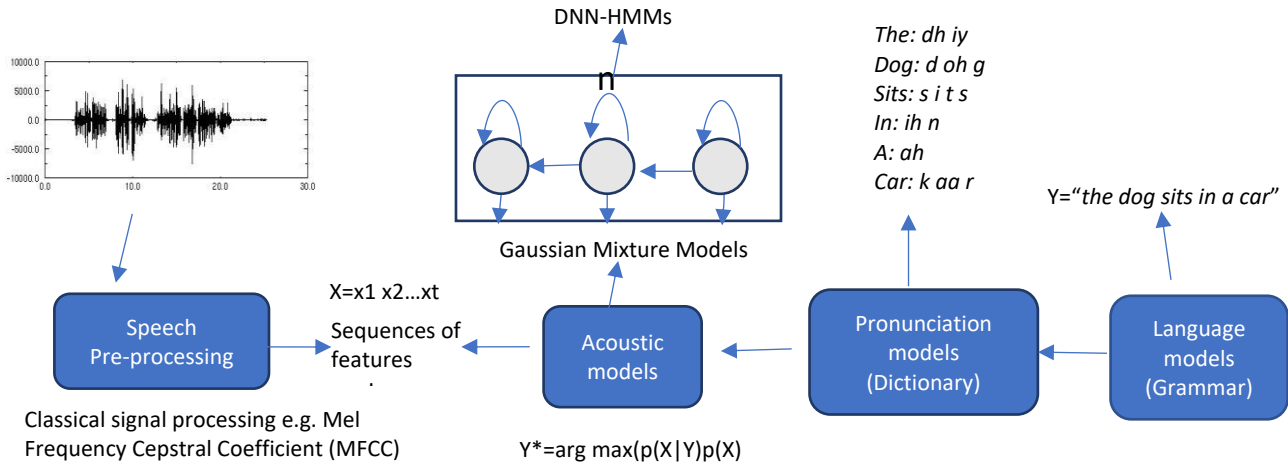 DNN-HMMs
n
10000.0
5000.0
0.0
-5000.0
-10000.0
0.0
10.0
20.0
30.0
The: dh iy
Dog: d oh g
Sits: s i t s
In: ih n
A: ah
Car: k aa r
Y=“the dog sits in a car”
Gaussian Mixture Models
X=x1 x2...xt
Sequences of
features
.
Speech
Pre-processing
Acoustic
models
Pronunciation
models
(Dictionary)
Language
models
(Grammar)
Classical signal processing e.g. Mel
Frequency Cepstral Coefficient (MFCC)
Y*=arg max(p(X|Y)p(X)